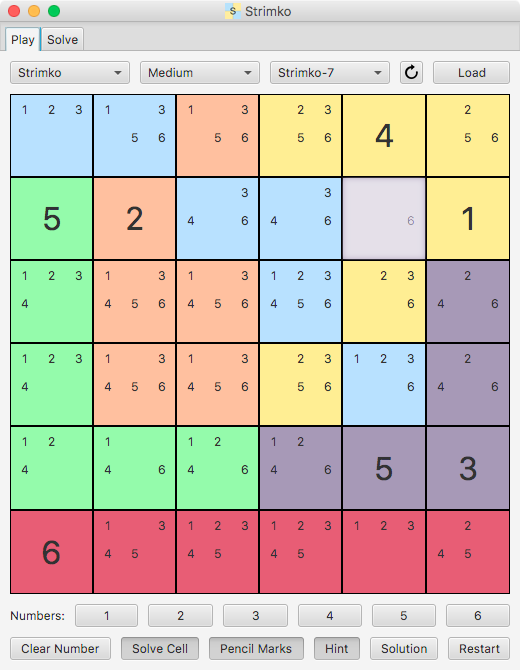 S Strimko
Play Solve
Strimko Medium Strimko-7 Load
1 2 3 1 3 1 3 2 3 2
4
5 6 5 6 5 6 5 6
3 3
5 2 1
4 6 4 6 6
1 2 3 1 3 1 3 1 2 3 2 3 2
4 4 5 6 4 5 6 4 5 6 6 4 6
1 2 3 1 3 1 3 2 3 1 2 3 2
4 4 5 6 4 5 6 5 6 6 4 6
1 2 1 1 2 1 2
5 3
4 4 6 4 6 4 6
1 3 1 2 3 1 2 3 1 2 3 2
6
4 5 4 5 4 5 4 5
Numbers: 1 2 3 4 5 6
Clear Number Solve Cell Pencil Marks Hint Solution Restart